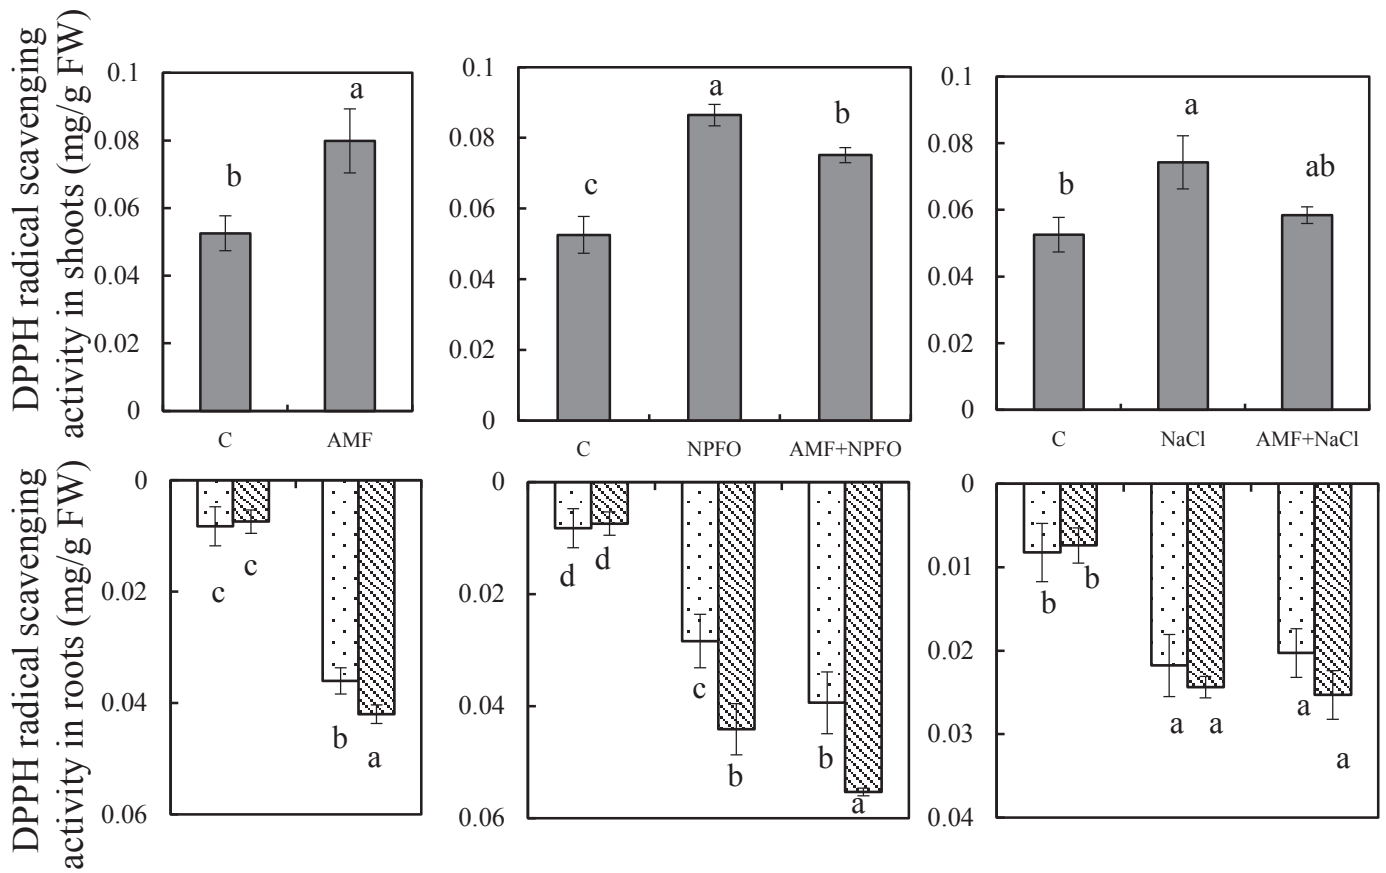 DPPH radical scavenging
activity in shoots (mg/g FW)
0.1
0.08
0.06
0.04
0.02
0
b
a
C
AMF
0.1
0.08
0.06
0.04
0.02
0
c
a
b
C
NPFO
AMF+NPFO
0.1
0.08
0.06
0.04
0.02
0
b
a
ab
C
NaCl
AMF+NaCl
DPPH radical scavenging
activity in roots (mg/g FW)
0
0.02
0.04
0.06
c
c
b
a
0
0.02
0.04
0.06
d
d
c
b
b
a
0
0.01
0.02
0.03
0.04
b
b
a
a
a
a